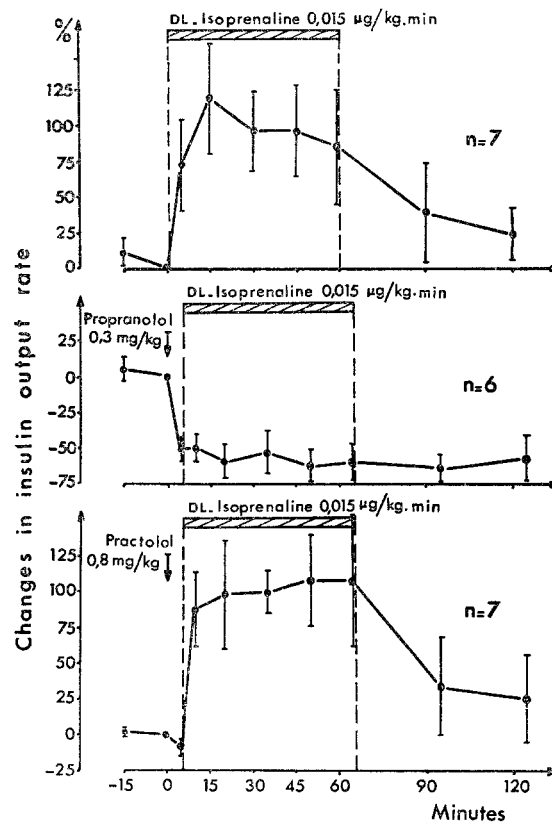 DL. Isoprenaline 0,015 µg/kg.min
%
125
100
75
50
25
0
n=7
DL. Isoprenaline 0,015 µg/kg.min
Propranolol
0,3 mg/kg
25
0
-25
-50
-75
n=6
DL. Isoprenaline 0,015 µg/kg.min
Practolol
0,8 mg/kg
125
100
75
50
25
0
-25
n=7
Changes in insulin output rate
-15 0 15 30 45 60 90 120
Minutes